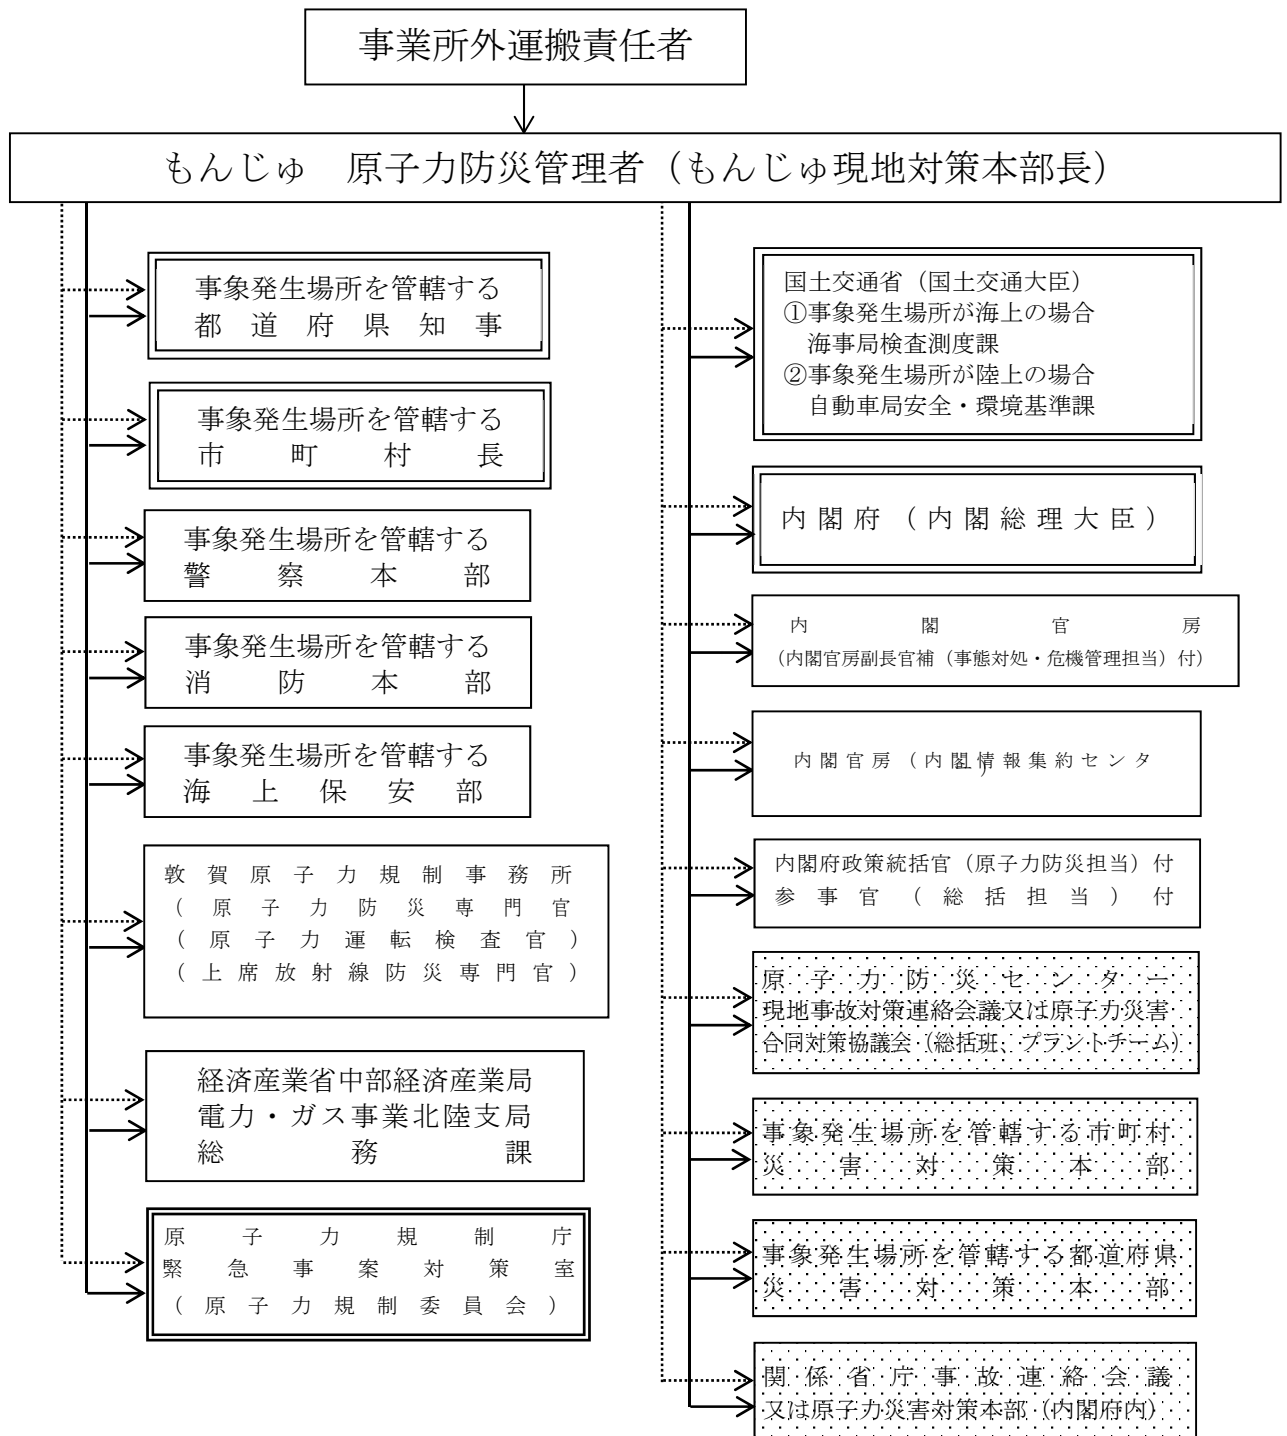 事業所外運搬責任者
もんじゅ 原子力防災管理者（もんじゅ現地対策本部長）
事象発生場所を管轄する
都道府県知事
事象発生場所を管轄する
市町村長
事象発生場所を管轄する
警察本部
事象発生場所を管轄する
消防本部
事象発生場所を管轄する
海上保安部
敦賀原子力規制事務所
（原子力防災専門官
（原子力運転検査官）
（上席放射線防災専門官）
経済産業省中部経済産業局
電力・ガス事業北陸支局
総務課
原子力規制庁
緊急事案対策室
（原子力規制委員会）
国土交通省（国土交通大臣）
①事象発生場所が海上の場合
海事局検査測度課
②事象発生場所が陸上の場合
自動車局安全・環境基準課
内閣府（内閣総理大臣）
内閣官房
（内閣官房副長官補（事態対処・危機管理担当）付）
内閣官房（内閣情報集約センタ
ー）
内閣府政策統括官（原子力防災担当）付
参事官（総括担当）付
原子力防災センター
現地事故対策連絡会議又は原子力災害
合同対策協議会（総括班、プラントチーム）
事象発生場所を管轄する市町村
災害対策本部
事象発生場所を管轄する都道府県
災害対策本部
関係省庁事故連絡会議
又は原子力災害対策本部（内閣府内）